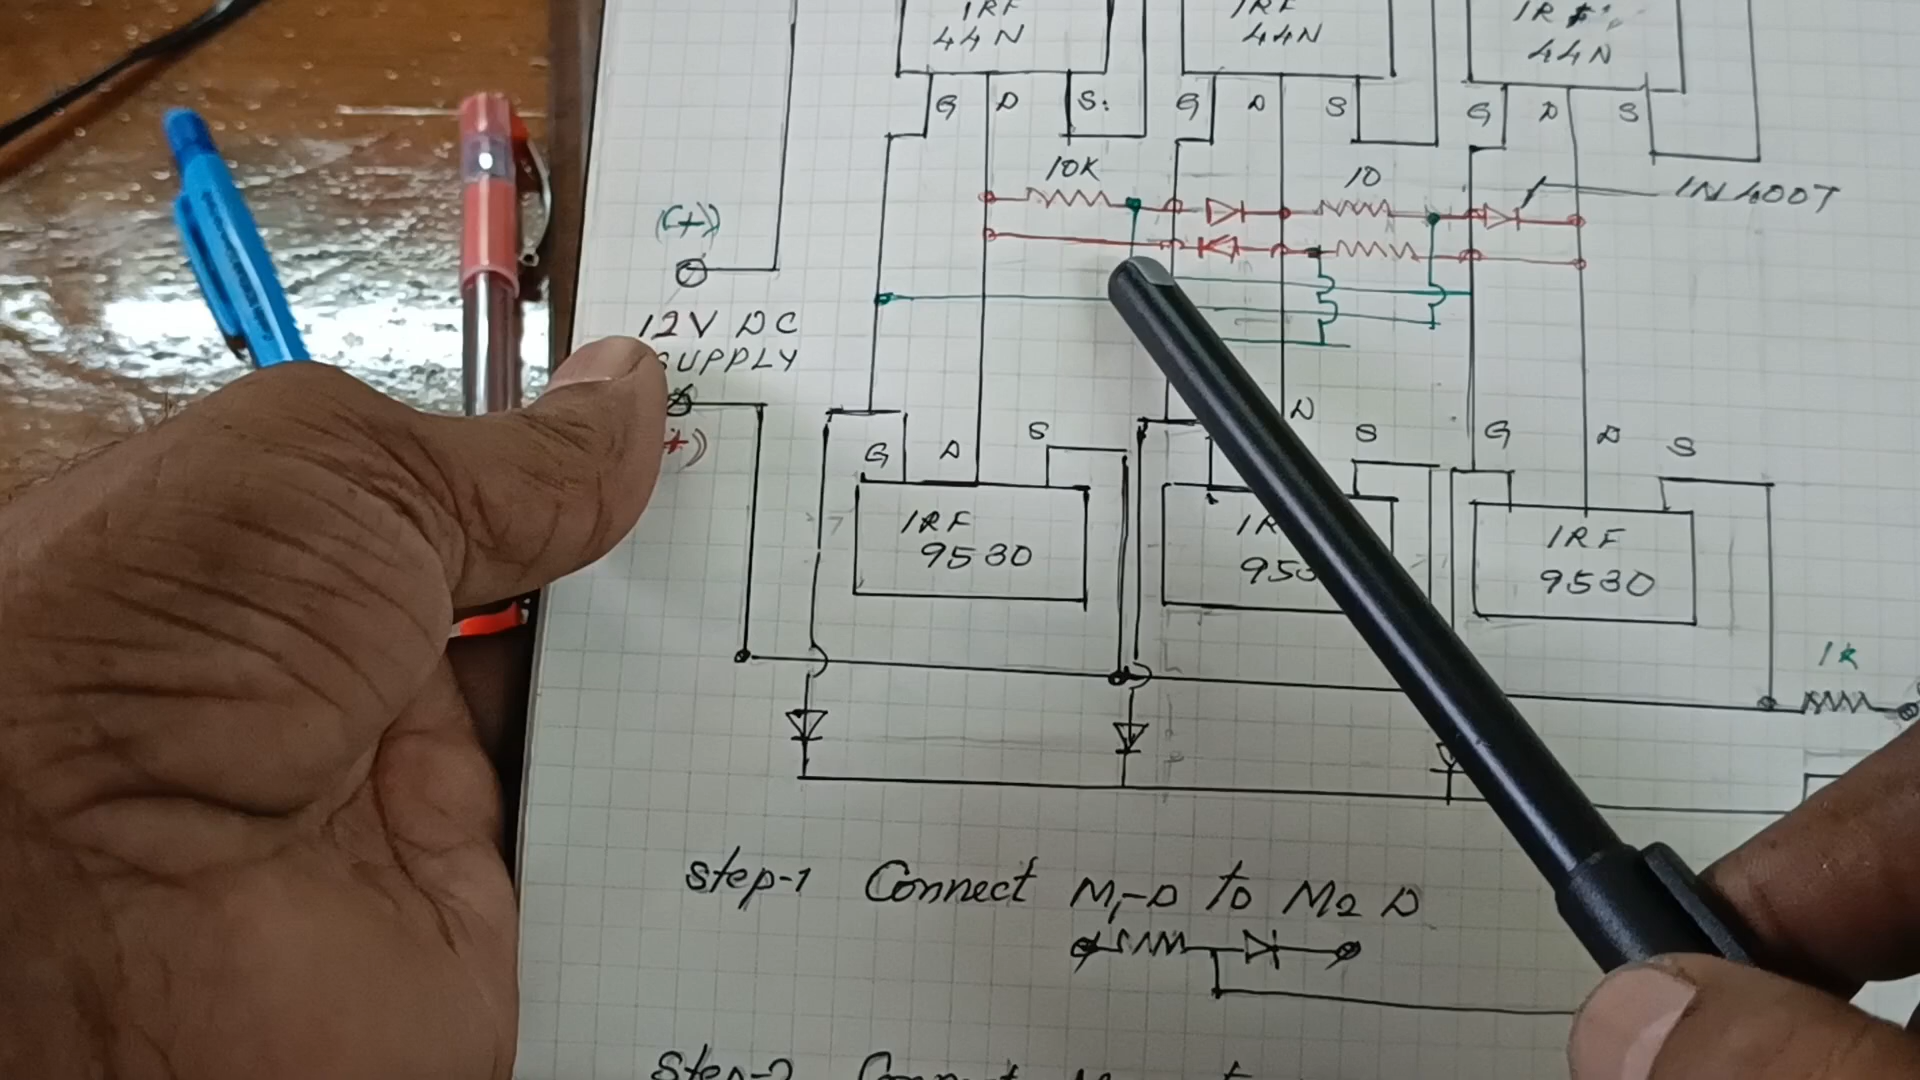 IRF
44N
IRF
44N
44N
G D S
G D S
G D S
10K
10
1N4007
(+)
12V DC
SUPPLY
G D S
D S
G D S
IRF
9530
IRF
9530
1K
Step-1 Connect M1-D to M2 D